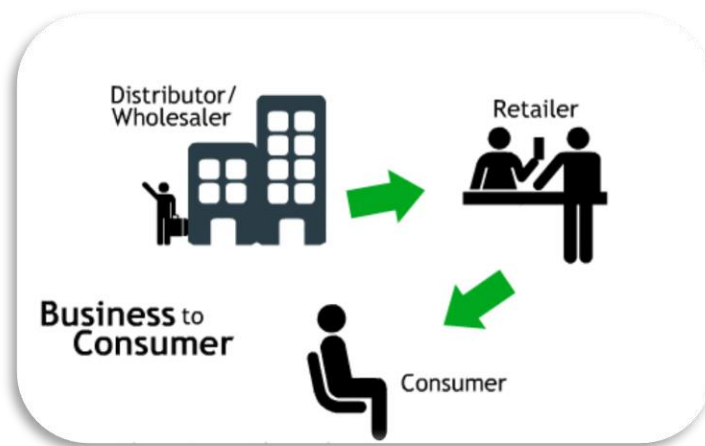 Distributor/
Wholesaler
Retailer
Business to
Consumer
Consumer